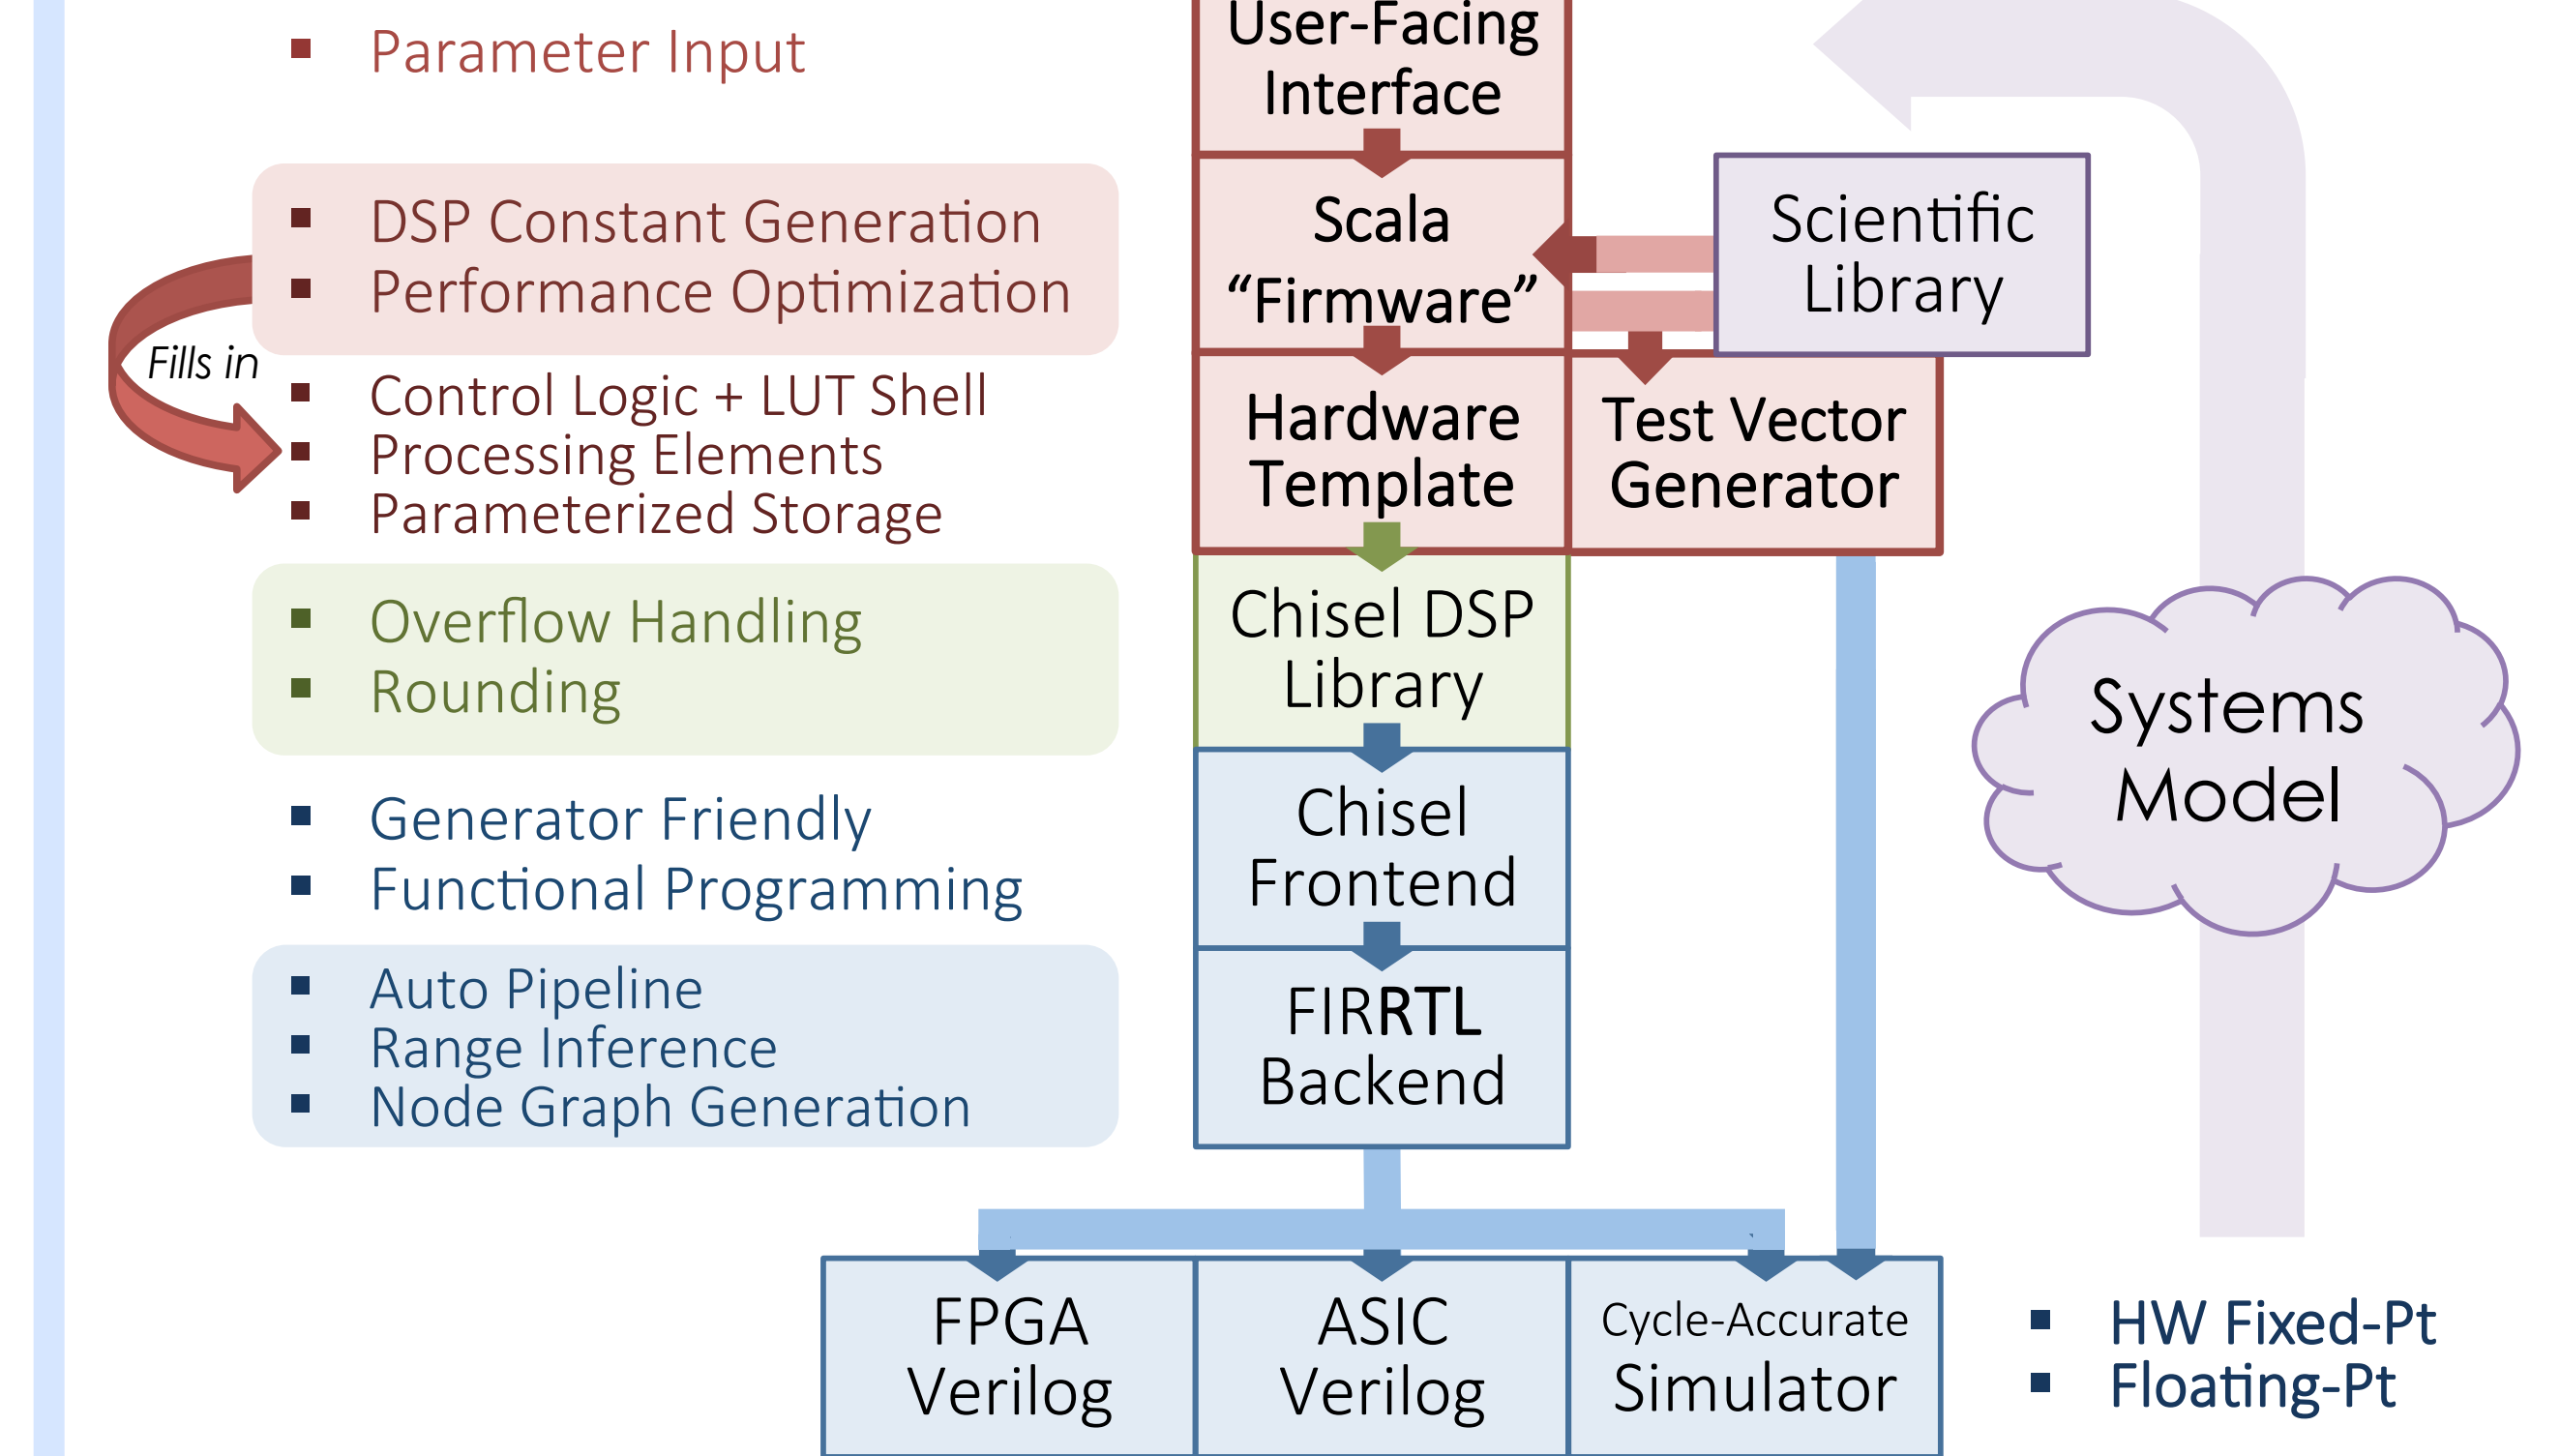 Parameter Input
DSP Constant Generation
Performance Optimization
Fills in
Control Logic + LUT Shell
Processing Elements
Parameterized Storage
Overflow Handling
Rounding
Generator Friendly
Functional Programming
Auto Pipeline
Range Inference
Node Graph Generation
User-Facing
Interface
Scala
“Firmware”
Scientific
Library
Hardware
Template
Test Vector
Generator
Chisel DSP
Library
Chisel
Frontend
FIRRTL
Backend
Systems
Model
FPGA
Verilog
ASIC
Verilog
Cycle-Accurate
Simulator
HW Fixed-Pt
Floating-Pt